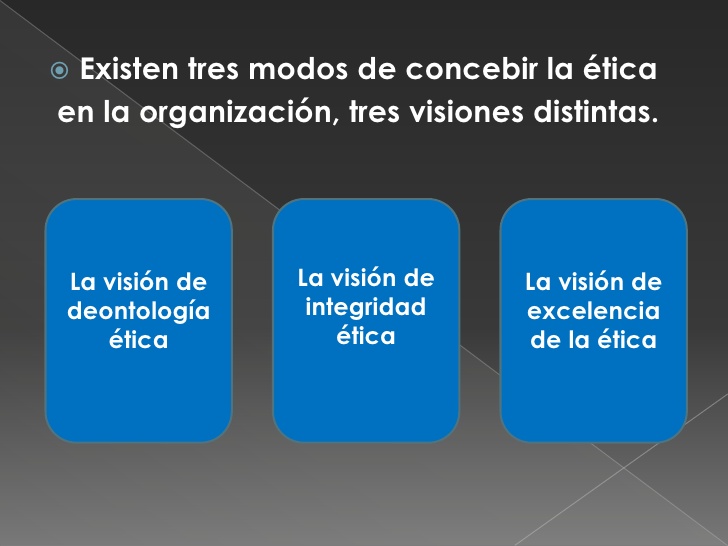 Existen tres modos de concebir la ética
en la organización, tres visiones distintas.
La visión de
deontología
ética
La visión de
integridad
ética
La visión de
excelencia
de la ética